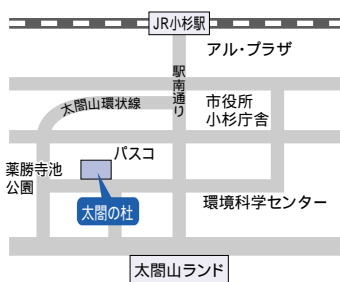 JR小杉駅
アル・プラザ
駅南通り
太閤山環状線
市役所
小杉庁舎
パスコ
薬勝寺池
公園
太閤の杜
環境科学センター
太閤山ランド